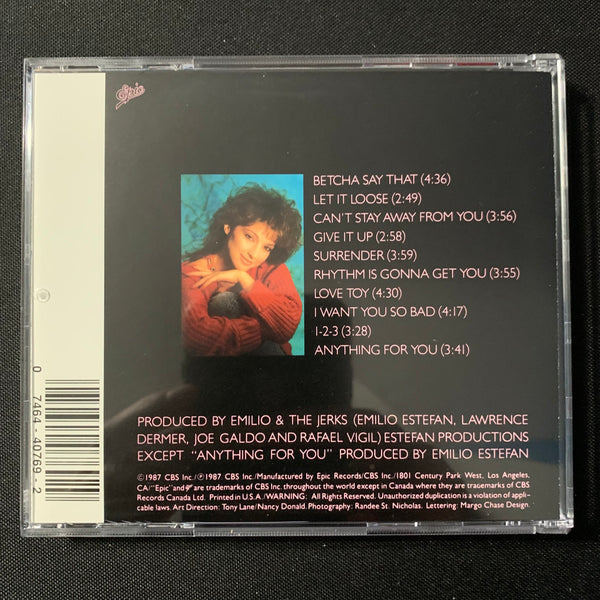 Epic
BETCHA SAY THAT (4:36)
LET IT LOOSE (2:49)
CAN'T STAY AWAY FROM YOU (3:56)
GIVE IT UP (2:58)
SURRENDER (3:59)
RHYTHM IS GONNA GET YOU (3:55)
LOVE TOY (4:30)
I WANT YOU SO BAD (4:17)
1-2-3 (3:28)
ANYTHING FOR YOU (3:41)
0 7464-40769-2
PRODUCED BY EMILIO & THE JERKS (EMILIO ESTEFAN, LAWRENCE
DERMER, JOE GALDO AND RAFAEL VIGIL) ESTEFAN PRODUCTIONS
EXCEPT "ANYTHING FOR YOU" PRODUCED BY EMILIO ESTEFAN
©1987 CBS Inc./℗1987 CBS Inc./Manufactured by Epic Records/CBS Inc./1801 Century Park West, Los Angeles,
CA/"Epic" and are trademarks of CBS Inc. throughout the world except in Canada where they are trademarks of CBS
Records Canada Ltd. Printed in U.S.A./WARNING: All Rights Reserved. Unauthorized duplication is a violation of appli-
cable laws. Art Direction: Tony Lane/Nancy Donald. Photography: Randee St. Nicholas. Lettering: Margo Chase Design.